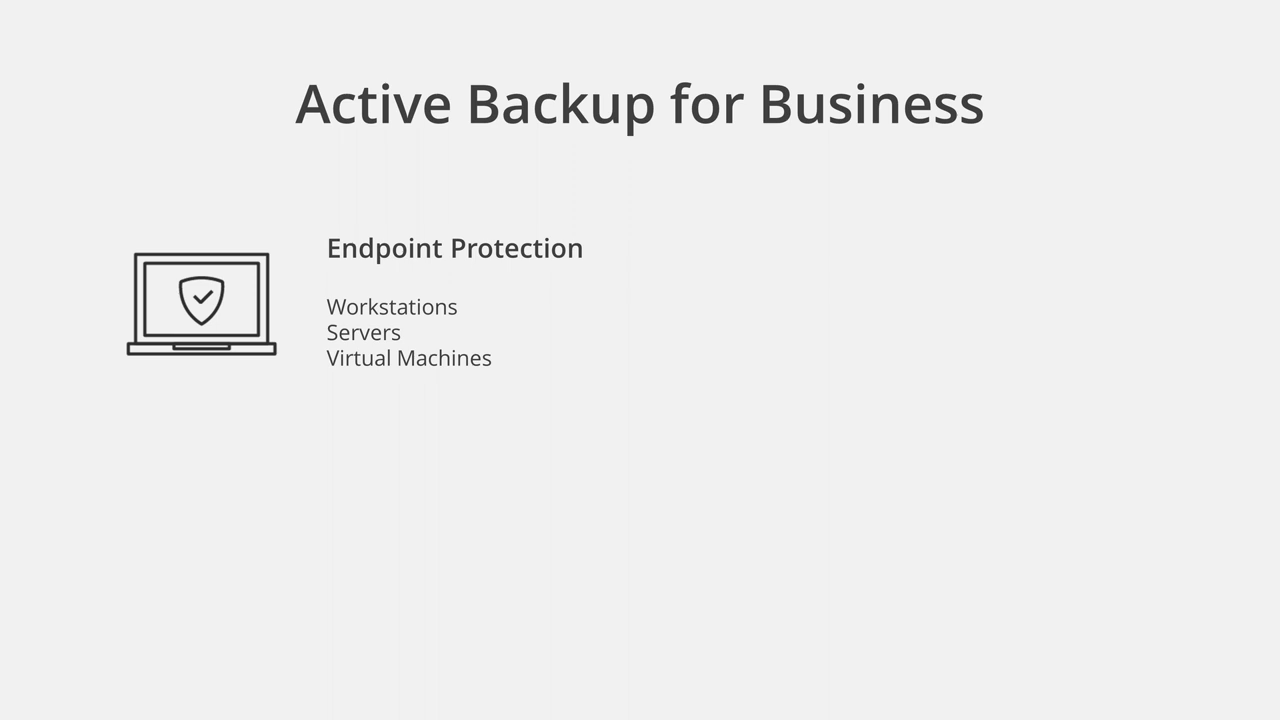 Active Backup for Business
Endpoint Protection
Workstations
Servers
Virtual Machines